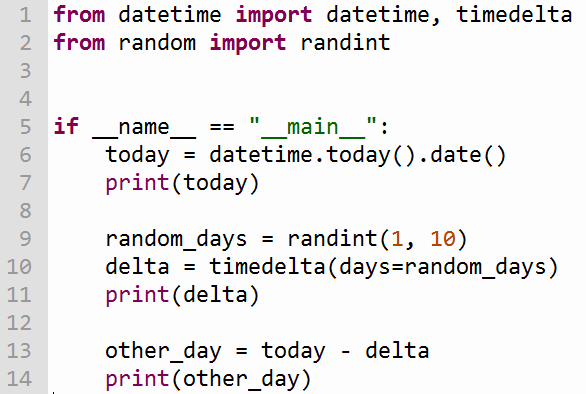 1 from datetime import datetime, timedelta
2 from random import randint
3
4
5 if __name__ == "__main__":
6     today = datetime.today().date()
7     print(today)
8
9     random_days = randint(1, 10)
10     delta = timedelta(days=random_days)
11     print(delta)
12
13     other_day = today - delta
14     print(other_day)